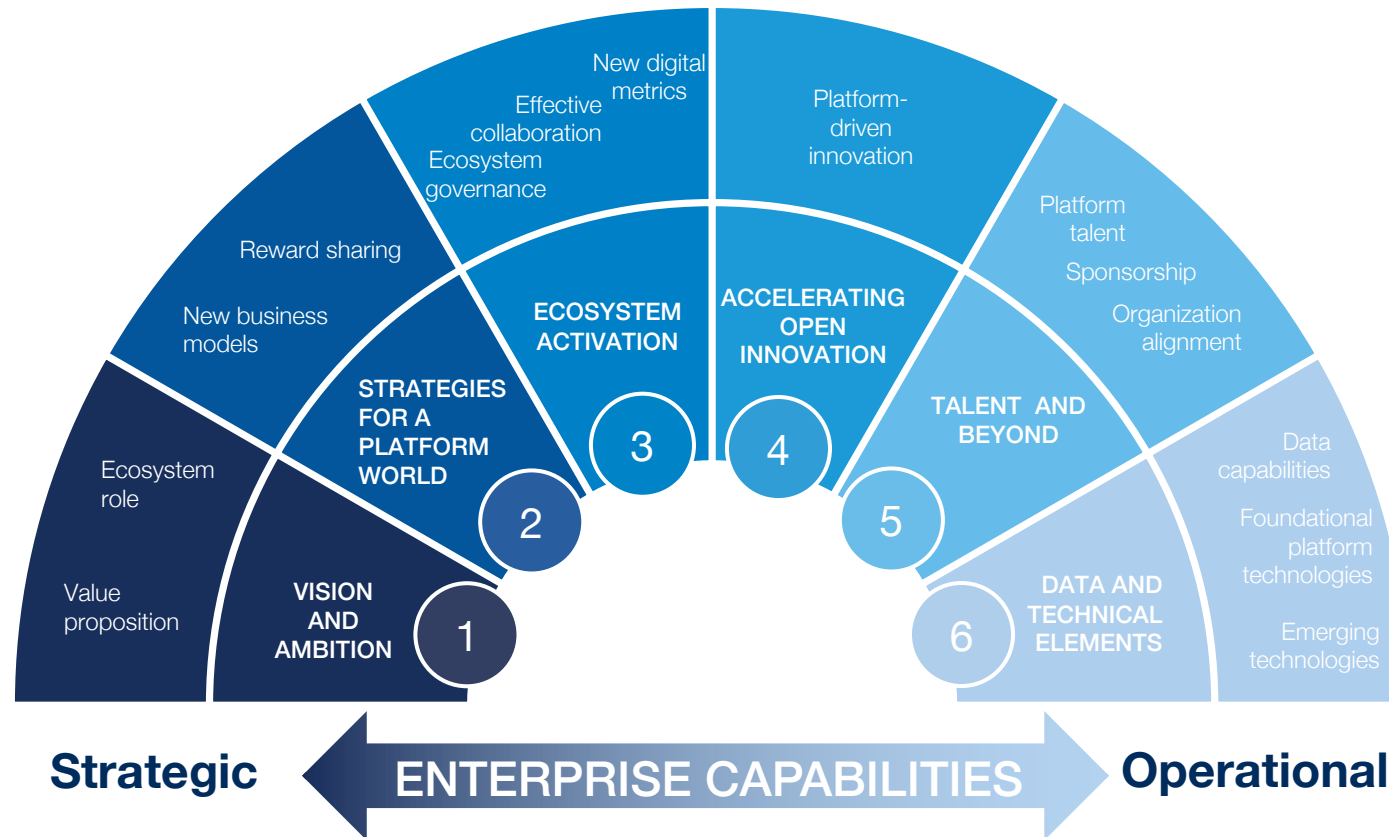 Value
proposition
Ecosystem
role
VISION
AND
AMBITION
1
New business
models
Reward sharing
STRATEGIES
FOR A
PLATFORM
WORLD
2
Ecosystem
governance
Effective
collaboration
New digital
metrics
ECOSYSTEM
ACTIVATION
3
Platform-
driven
innovation
ACCELERATING
OPEN
INNOVATION
4
Platform
talent
Sponsorship
Organization
alignment
TALENT AND
BEYOND
5
Data
capabilities
Foundational
platform
technologies
Emerging
technologies
DATA AND
TECHNICAL
ELEMENTS
6
Strategic
ENTERPRISE CAPABILITIES
Operational